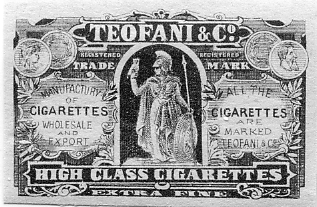 TEOFANI & Co.
REGISTERED REGISTERED
TRADE MARK
MANUFACTURY
OF
CIGARETTES
WHOLESALE
AND
EXPORT
ALL THE
CIGARETTES
ARE
MARKED
TEOFANI & Co
HIGH CLASS CIGARETTES
EXTRA FINE